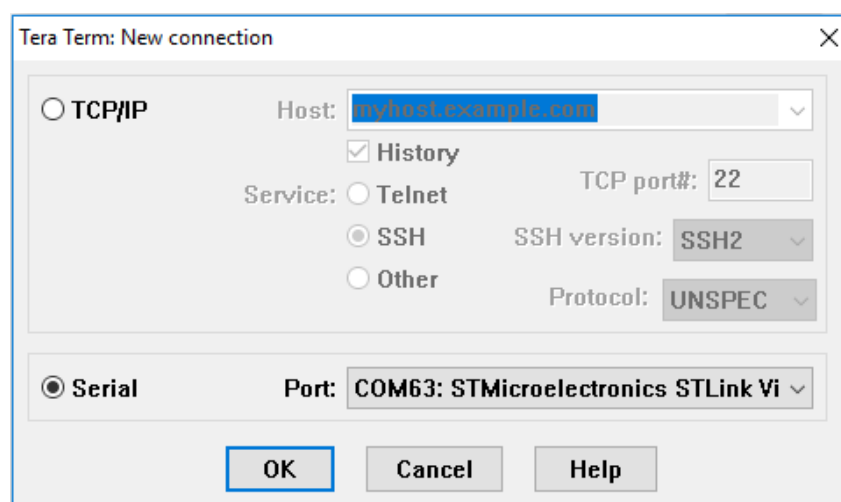 Tera Term: New connection
TCP/IP Host: myhost.example.com
History
Service: Telnet TCP port#: 22
SSH SSH version: SSH2
Other Protocol: UNSPEC
Serial Port: COM63: STMicroelectronics STLink Vi
OK Cancel Help